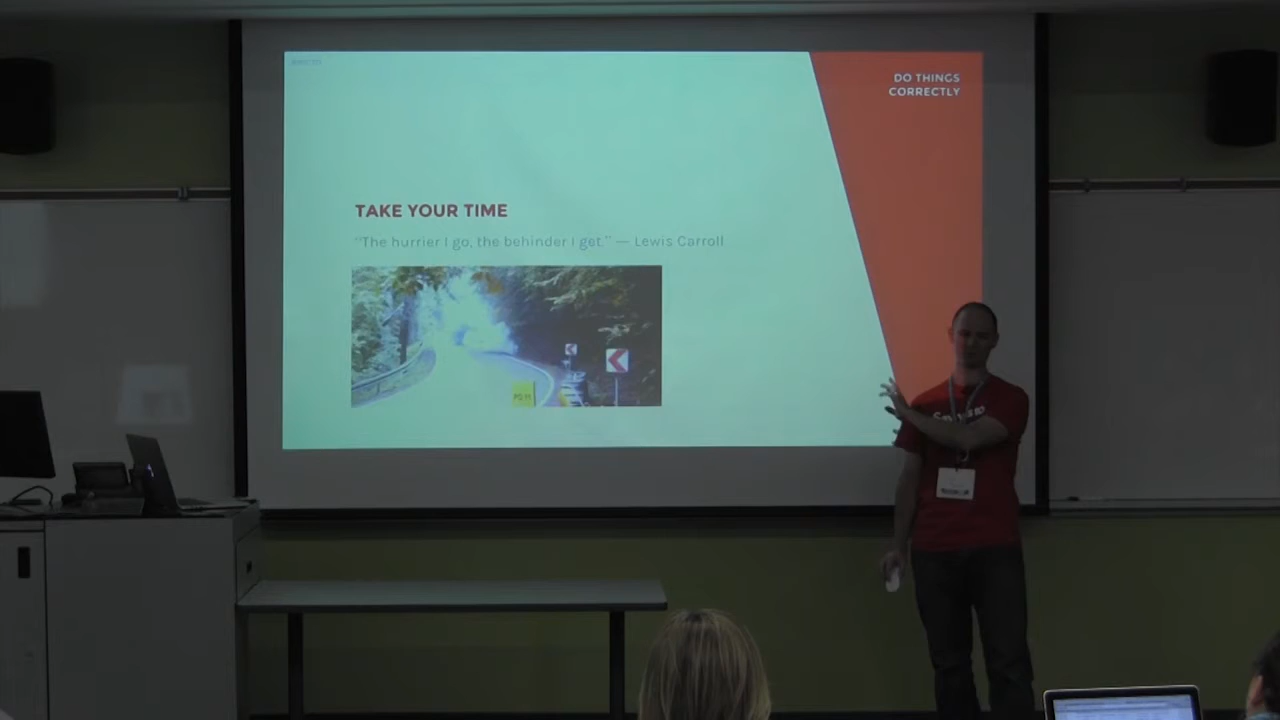 DO THINGS
CORRECTLY
TAKE YOUR TIME
“The hurrier I go, the behinder I get.” — Lewis Carroll